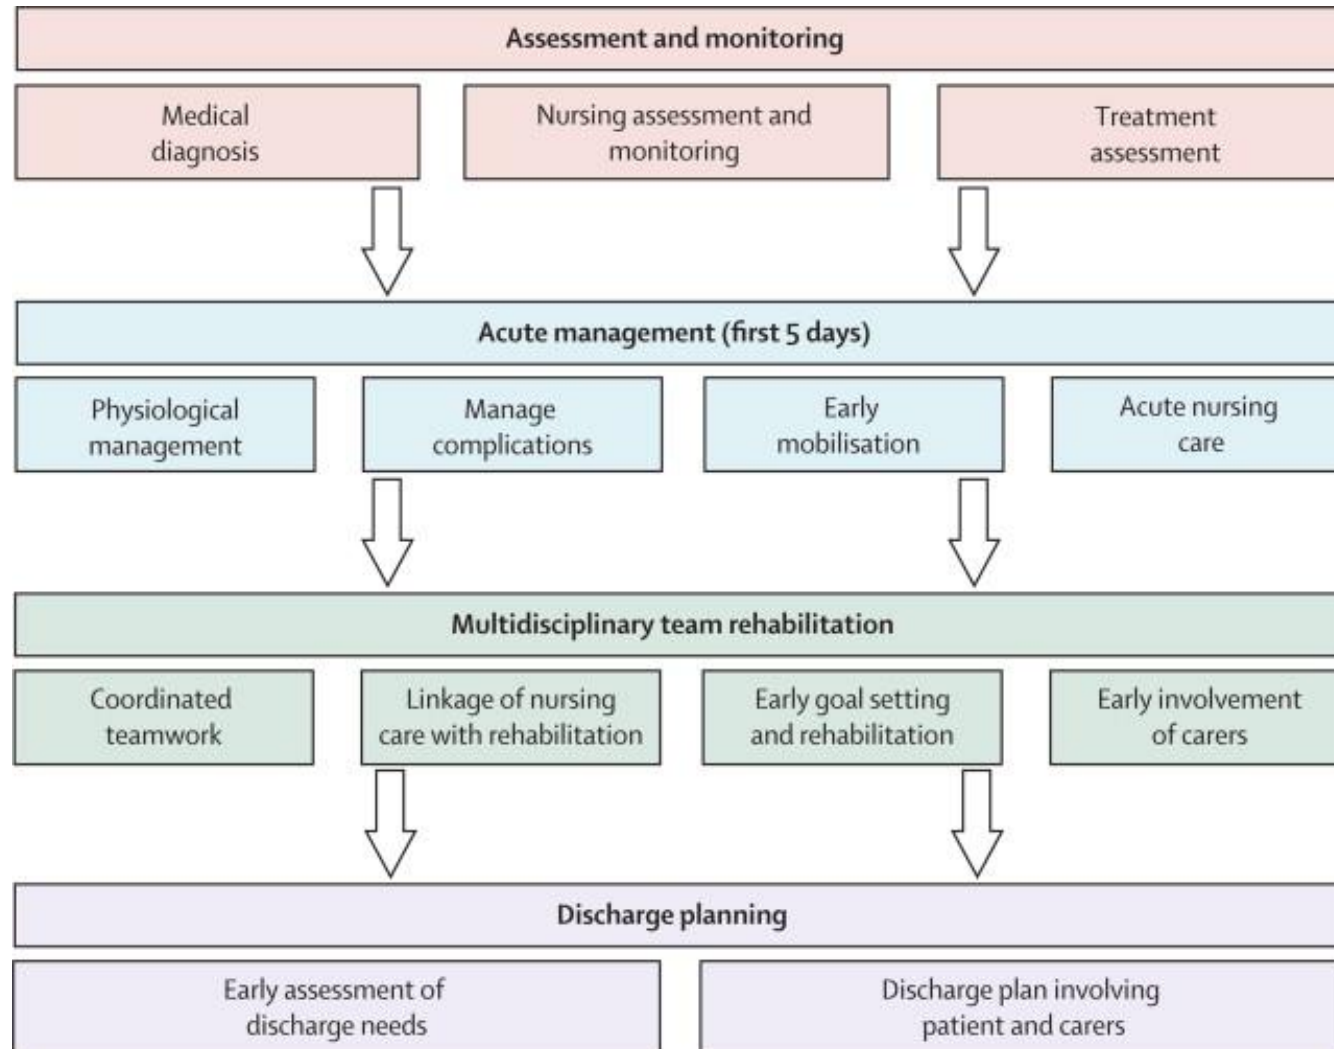 Assessment and monitoring
Medical
diagnosis
Nursing assessment and
monitoring
Treatment
assessment
Acute management (first 5 days)
Physiological
management
Manage
complications
Early
mobilisation
Acute nursing
care
Multidisciplinary team rehabilitation
Coordinated
teamwork
Linkage of nursing
care with rehabilitation
Early goal setting
and rehabilitation
Early involvement
of carers
Discharge planning
Early assessment of
discharge needs
Discharge plan involving
patient and carers